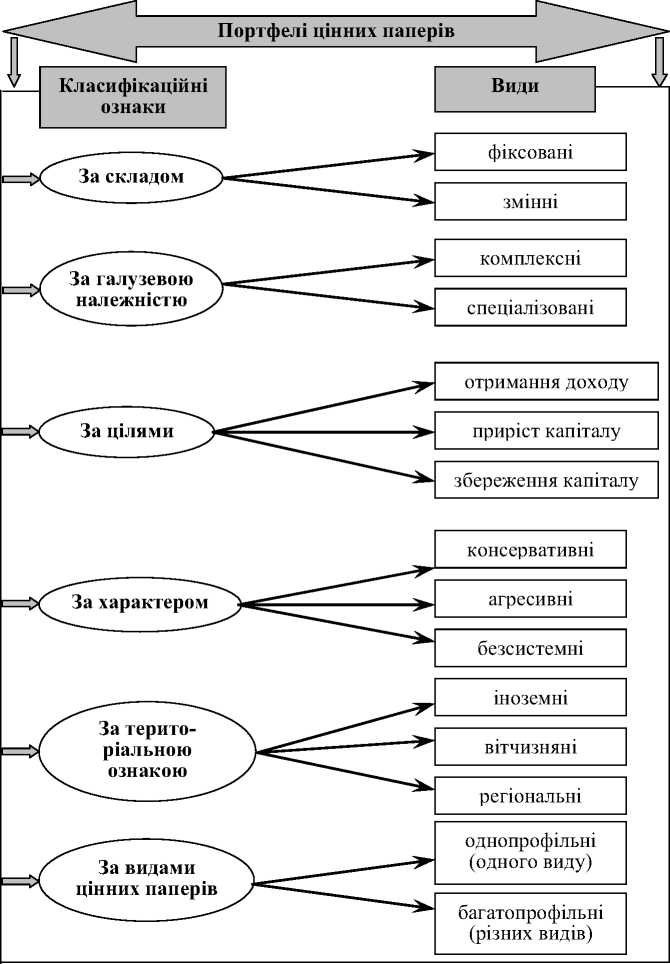 Портфелі цінних паперів
Класифікаційні
ознаки
Види
За складом
фіксовані
змінні
За галузевою
належністю
комплексні
спеціалізовані
За цілями
отримання доходу
приріст капіталу
збереження капіталу
За характером
консервативні
агресивні
безсистемні
За терито-
ріальною
ознакою
іноземні
вітчизняні
регіональні
За видами
цінних паперів
однопрофільні
(одного виду)
багатопрофільні
(різних видів)